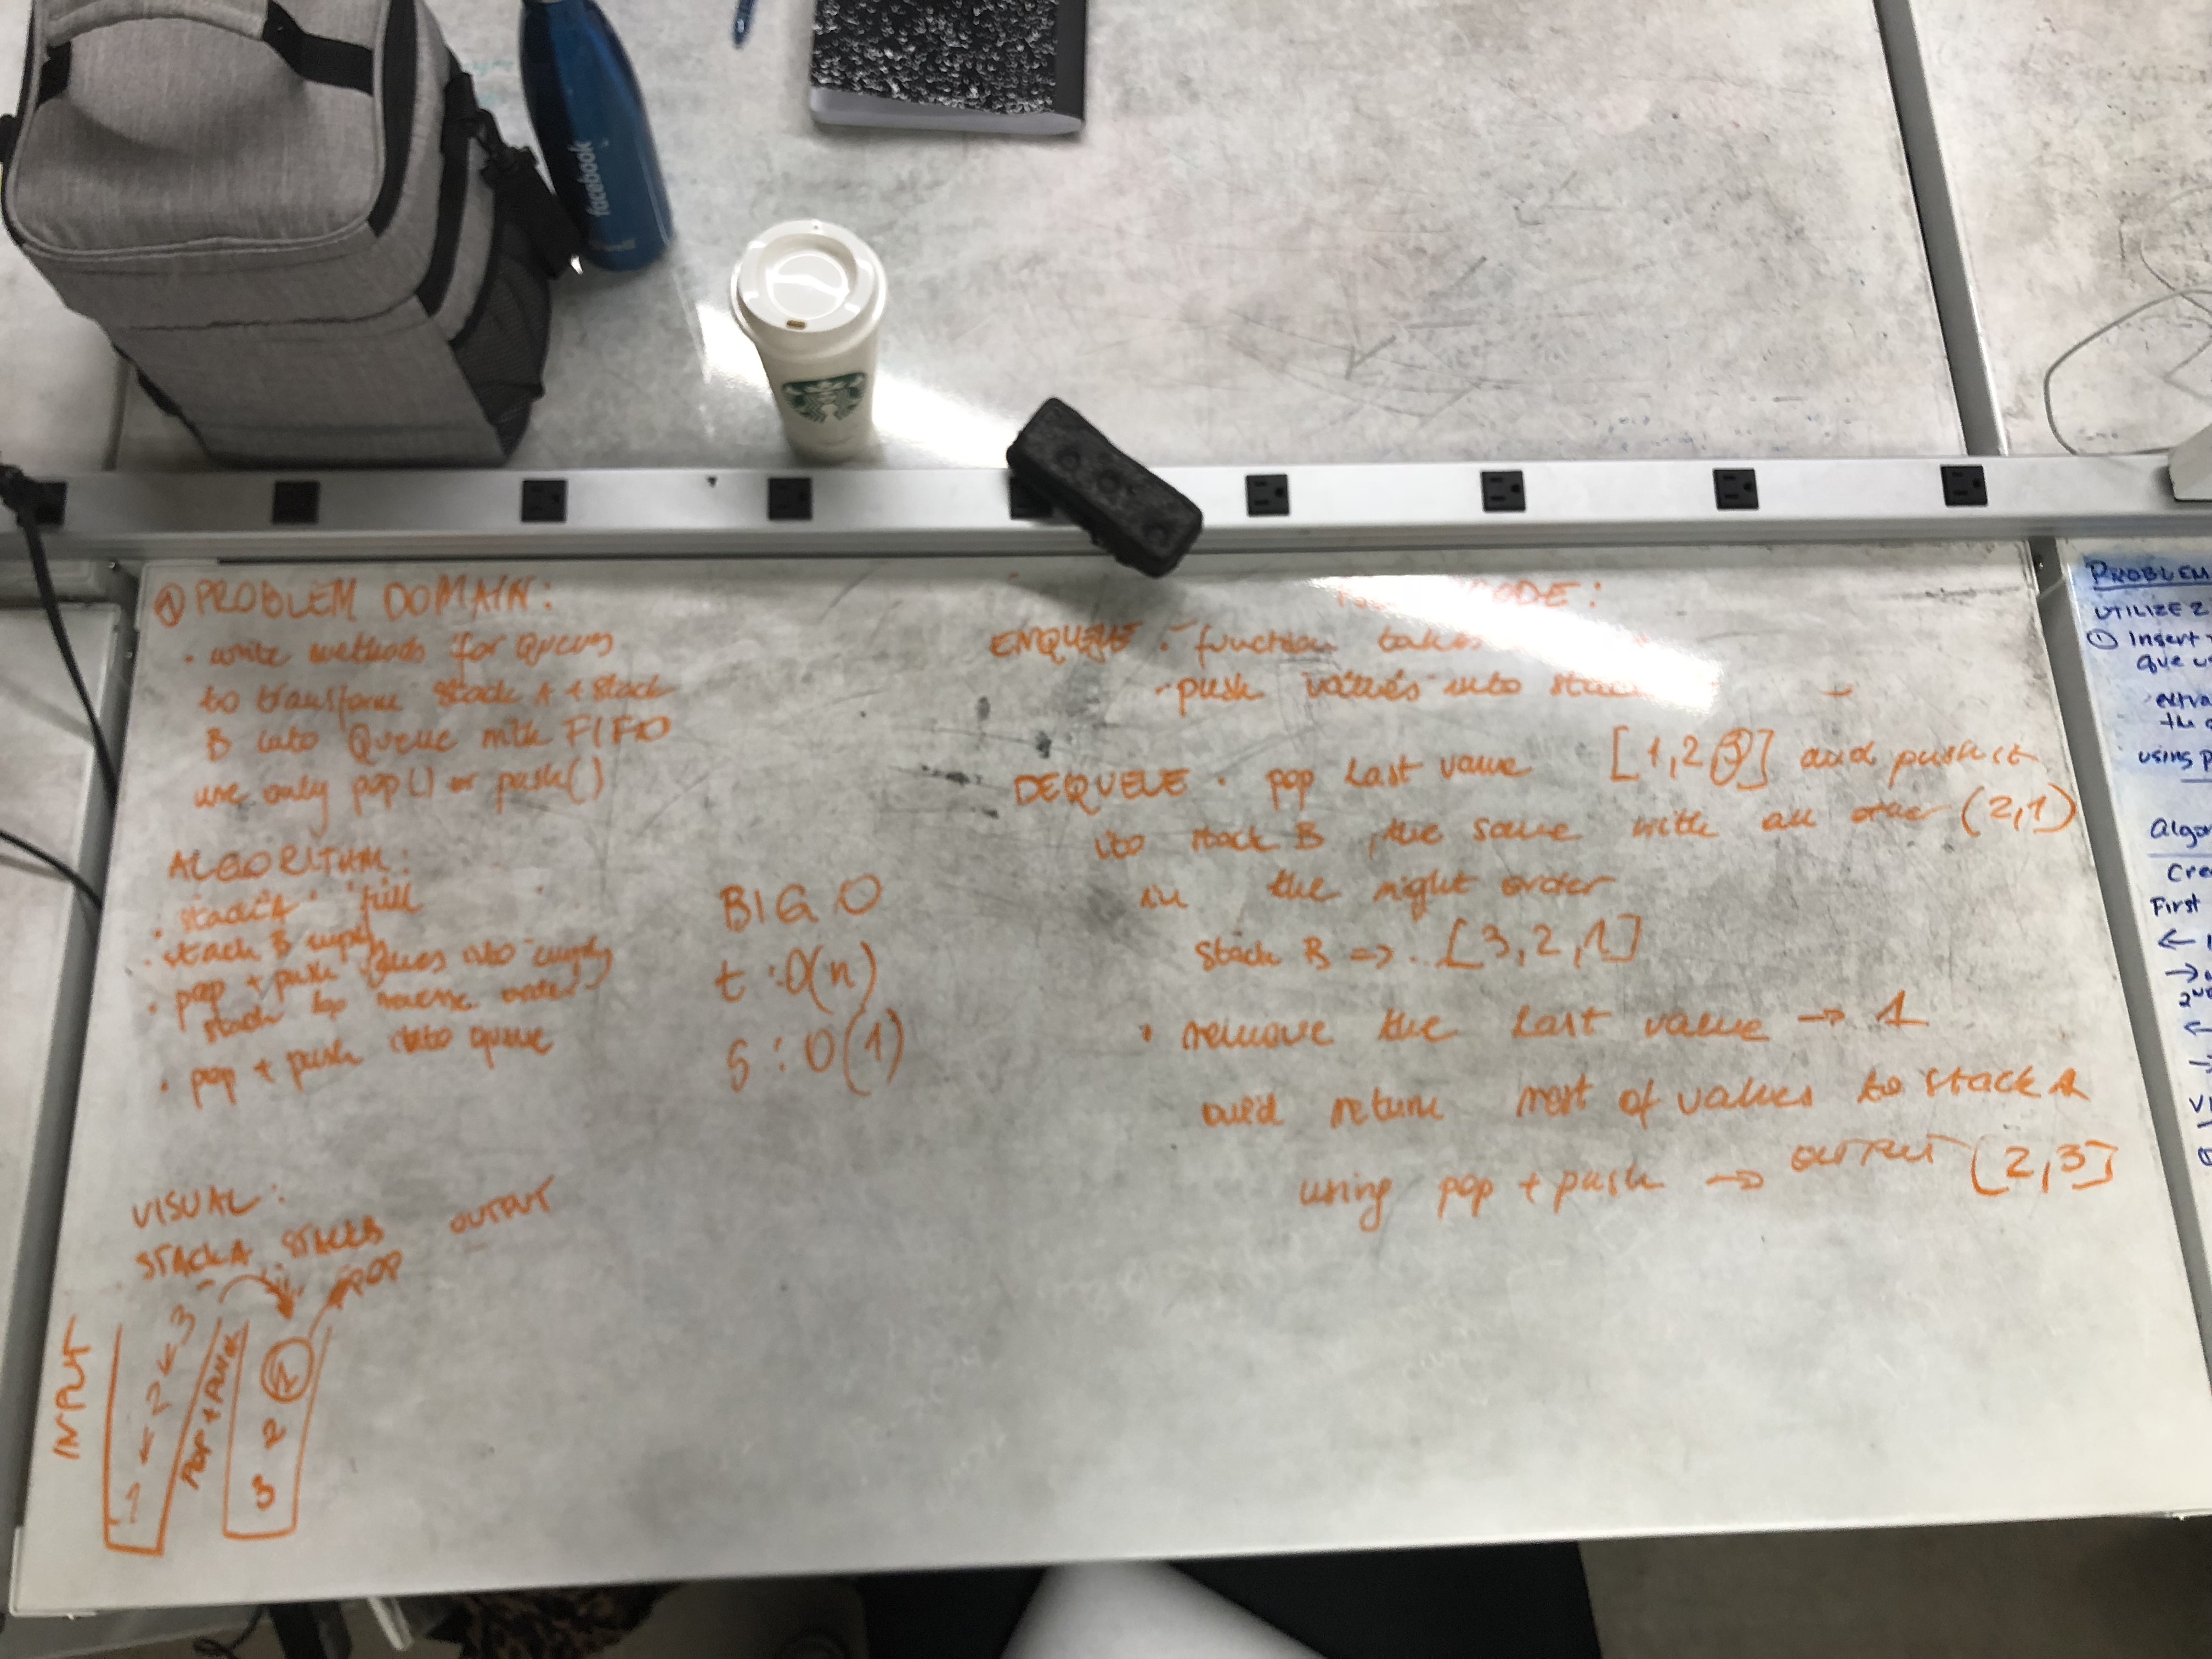 facebook
① PROBLEM DOMAIN:
• write methods for Queues
to transform stack A + stack
B into Queue with FIFO
use only pop() or push()
ALGORITHM:
• stack A full
• stack B empty
• pop + push values into empty
stack by reverse order
• pop + push into queue
BIG O
t : O(n)
S : O(1)
VISUAL:
STACK A STACK B OUTPUT
POP
INPUT
1 ← 2 ← 3
POP + PUSH
1
2
3
CODE:
ENQUEUE • function takes
• push values into
DEQUEUE • pop last value [1,2,3] and push it
into stack B, the same with all other (2,1)
in the right order
stack B => [3,2,1]
• remove the last value → 1
and return rest of values to stack A
using pop + push → OUTPUT [2,3]
PROBLEM
UTILIZE 2
① Insert
que
the
using
Algo
Cre
First
←
→
←